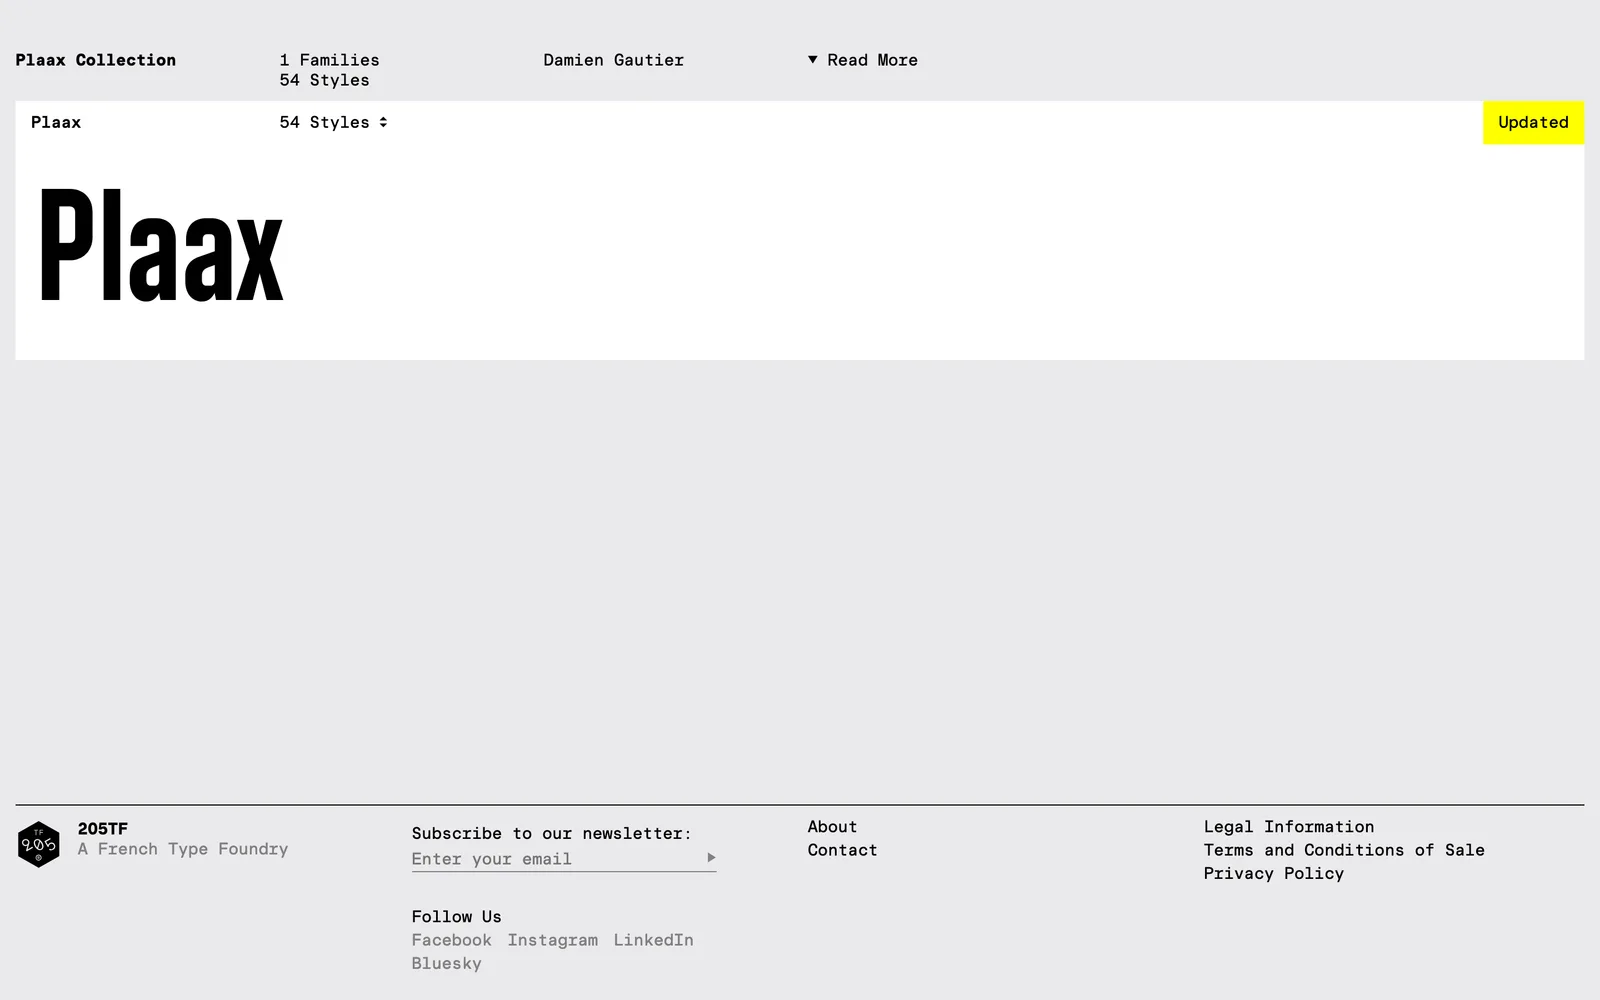 Plaax Collection
1 Families
54 Styles
Damien Gautier
▼ Read More
Plaax
54 Styles
Updated
Plaax
TF
205
205TF
A French Type Foundry
Subscribe to our newsletter:
Enter your email
Follow Us
Facebook Instagram LinkedIn
Bluesky
About
Contact
Legal Information
Terms and Conditions of Sale
Privacy Policy